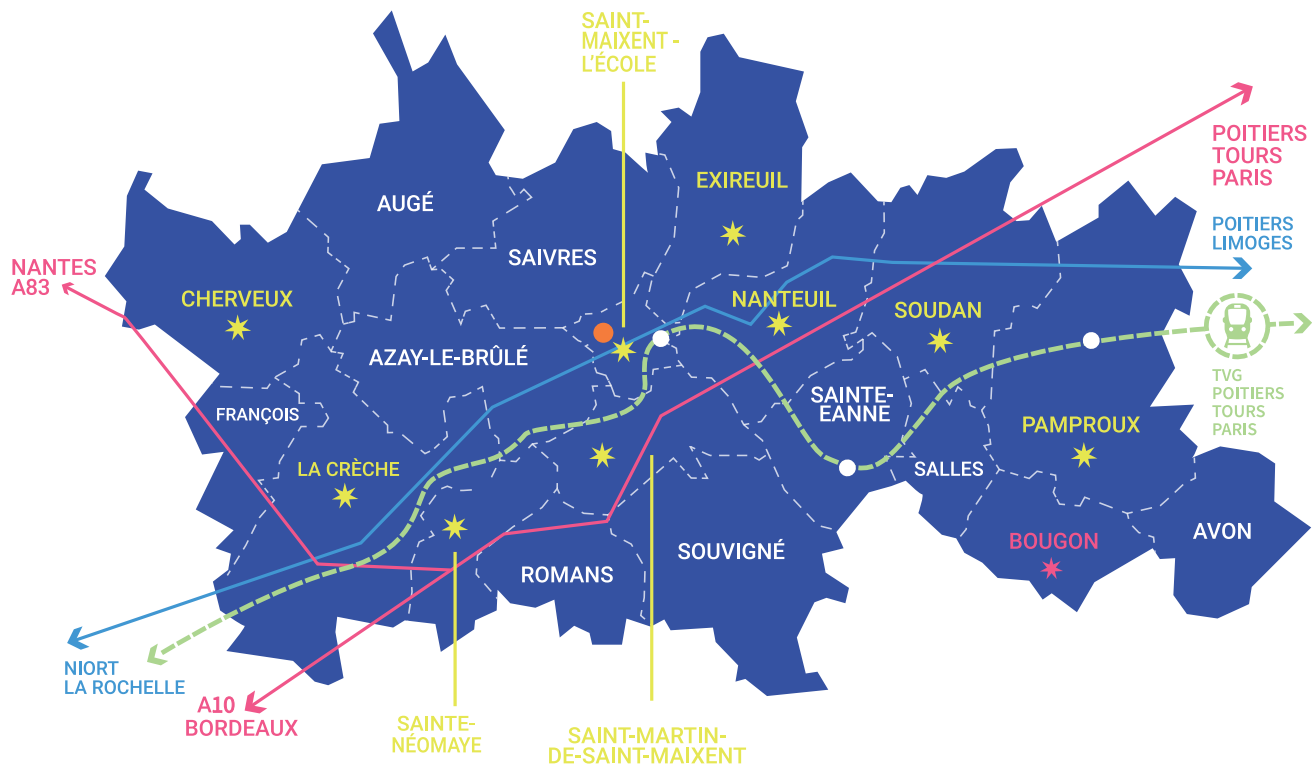 SAINT-
MAIXENT -
L'ÉCOLE
POITIERS
TOURS
PARIS
EXIREUIL
AUGÉ
POITIERS
LIMOGES
SAIVRES
NANTES
A83
CHERVEUX
NANTEUIL
SOUDAN
AZAY-LE-BRÛLÉ
TVG
POITIERS
TOURS
PARIS
SAINTE-
EANNE
FRANÇOIS
PAMPROUX
LA CRÈCHE
SALLES
AVON
BOUGON
SOUVIGNÉ
ROMANS
NIORT
LA ROCHELLE
A10
BORDEAUX
SAINTE-
NÉOMAYE
SAINT-MARTIN-
DE-SAINT-MAIXENT